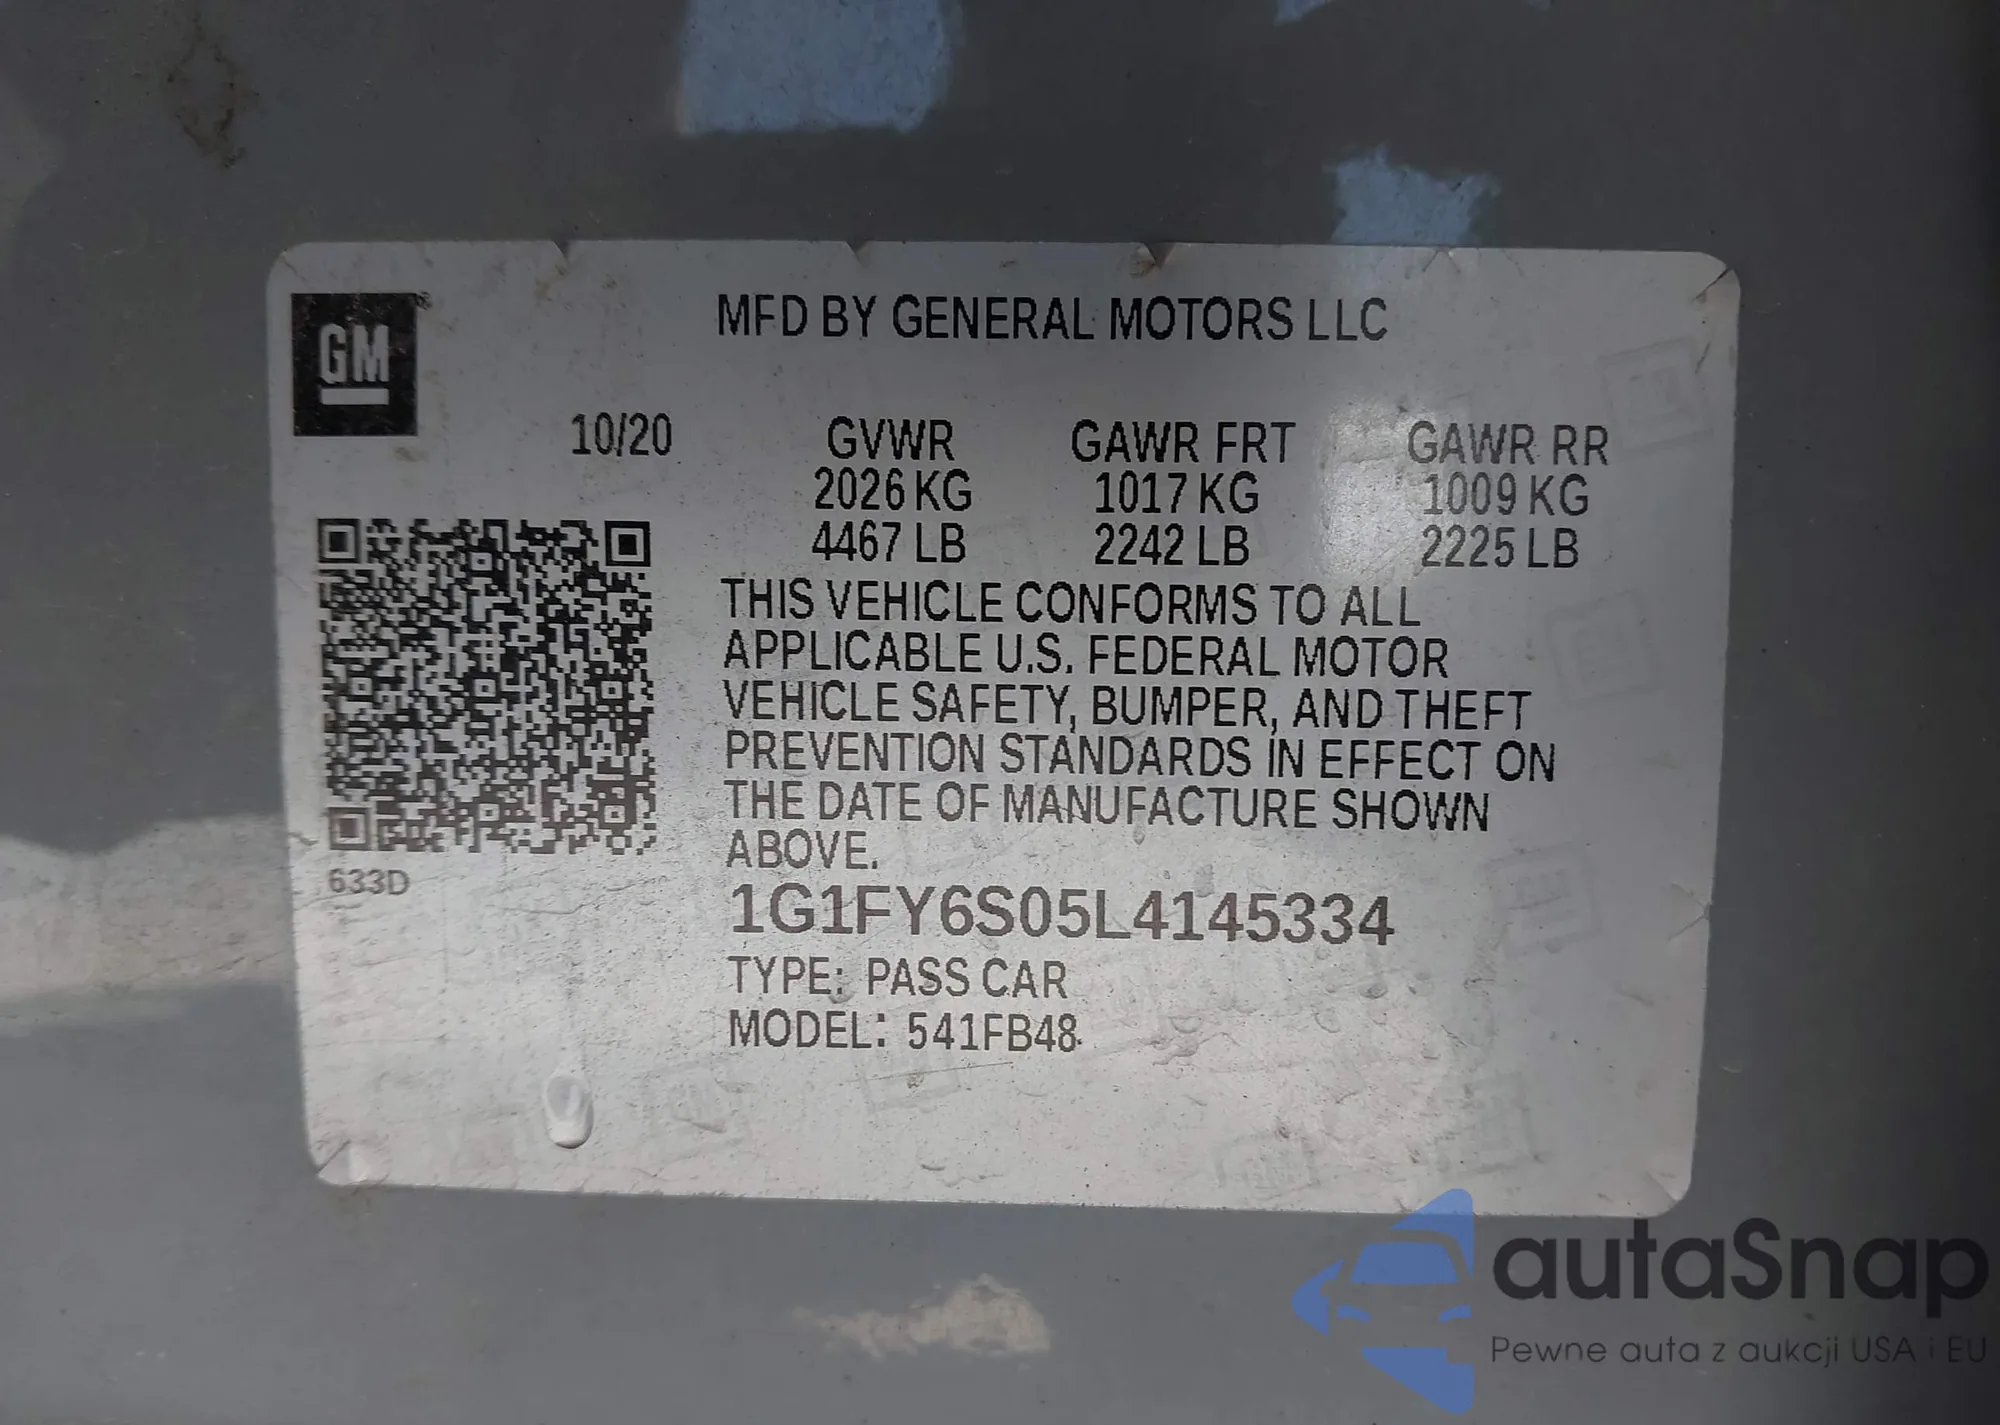 GM
MFD BY GENERAL MOTORS LLC
10/20 GVWR GAWR FRT GAWR RR
2026 KG 1017 KG 1009 KG
4467 LB 2242 LB 2225 LB
THIS VEHICLE CONFORMS TO ALL
APPLICABLE U.S. FEDERAL MOTOR
VEHICLE SAFETY, BUMPER, AND THEFT
PREVENTION STANDARDS IN EFFECT ON
THE DATE OF MANUFACTURE SHOWN
ABOVE.
633D
1G1FY6S05L4145334
TYPE: PASS CAR
MODEL: 541FB48
autaSnap
Pewne auta z aukcji USA i EU